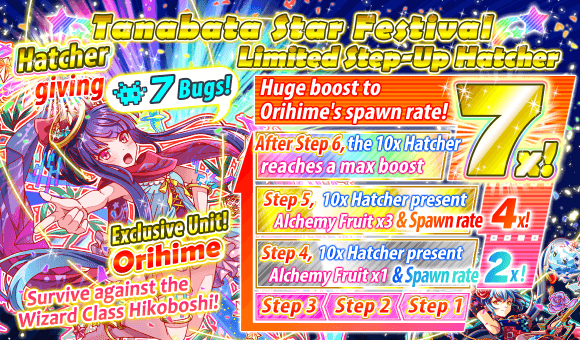 Tanabata Star Festival
Limited Step-Up Hatcher
Hatcher
giving
7 Bugs!
Huge boost to
Orihime's spawn rate!
7x!
After Step 6, the 10x Hatcher
reaches a max boost
Step 5, 10x Hatcher present
Alchemy Fruit x3 & Spawn rate 4x!
Step 4, 10x Hatcher present
Alchemy Fruit x1 & Spawn rate 2x!
Step 3 Step 2 Step 1
Exclusive Unit!
Orihime
Survive against the
Wizard Class Hikoboshi!